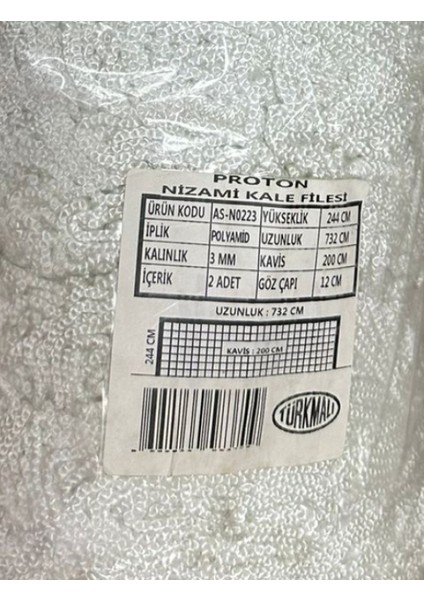 PROTON
NİZAMİ KALE FİLESİ
ÜRÜN KODU AS-N0223 YÜKSEKLİK 244 CM
İPLİK POLYAMİD UZUNLUK 732 CM
KALINLIK 3 MM KAVİS 200 CM
İÇERİK 2 ADET GÖZ ÇAPI 12 CM
UZUNLUK : 732 CM
244 CM
KAVİS : 200 CM
TÜRKMALI